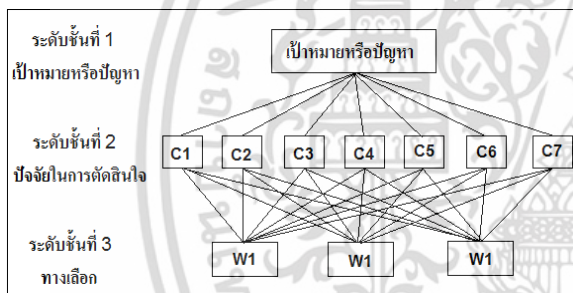 ระดับชั้นที่ 1
เป้าหมายหรือปัญหา
เป้าหมายหรือปัญหา
ระดับชั้นที่ 2
ปัจจัยในการตัดสินใจ
C1 C2 C3 C4 C5 C6 C7
ระดับชั้นที่ 3
ทางเลือก
W1 W1 W1